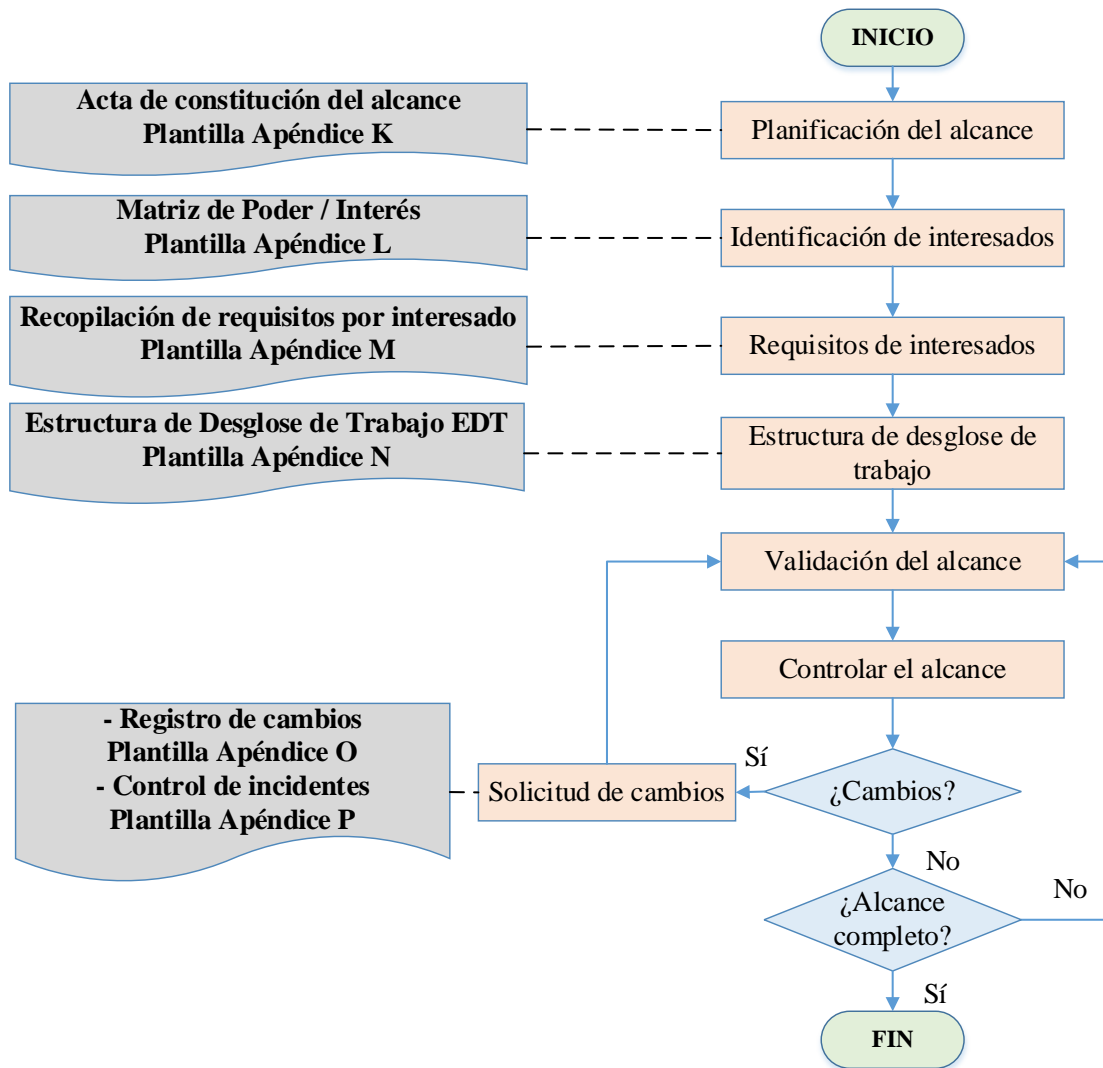 INICIO
Acta de constitución del alcance
Plantilla Apéndice K
Planificación del alcance
Matriz de Poder / Interés
Plantilla Apéndice L
Identificación de interesados
Recopilación de requisitos por interesado
Plantilla Apéndice M
Requisitos de interesados
Estructura de Desglose de Trabajo EDT
Plantilla Apéndice N
Estructura de desglose de
trabajo
Validación del alcance
Controlar el alcance
- Registro de cambios
Plantilla Apéndice O
- Control de incidentes
Plantilla Apéndice P
Solicitud de cambios
Sí
¿Cambios?
No
¿Alcance
completo?
No
Sí
FIN